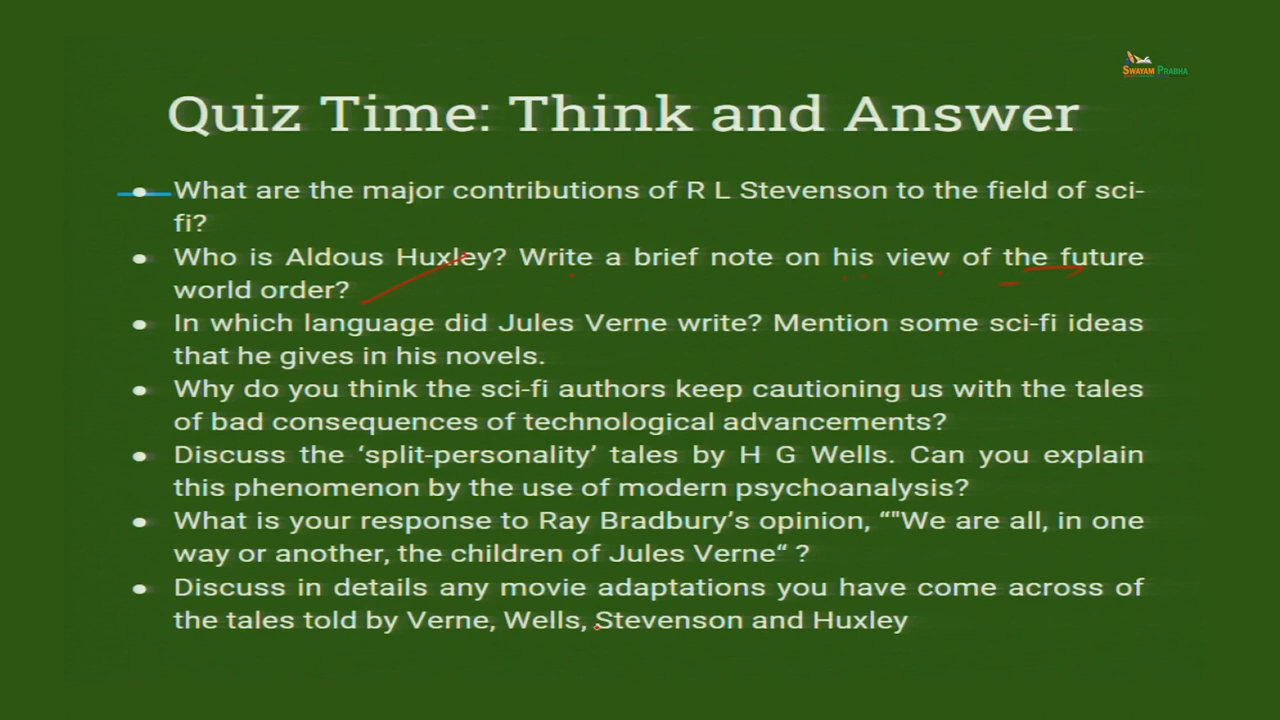 SWAYAM PRABHA
Quiz Time: Think and Answer
● What are the major contributions of R L Stevenson to the field of sci-
fi?
● Who is Aldous Huxley? Write a brief note on his view of the future
world order?
● In which language did Jules Verne write? Mention some sci-fi ideas
that he gives in his novels.
● Why do you think the sci-fi authors keep cautioning us with the tales
of bad consequences of technological advancements?
● Discuss the ‘split-personality’ tales by H G Wells. Can you explain
this phenomenon by the use of modern psychoanalysis?
● What is your response to Ray Bradbury’s opinion, “"We are all, in one
way or another, the children of Jules Verne“ ?
● Discuss in details any movie adaptations you have come across of
the tales told by Verne, Wells, Stevenson and Huxley